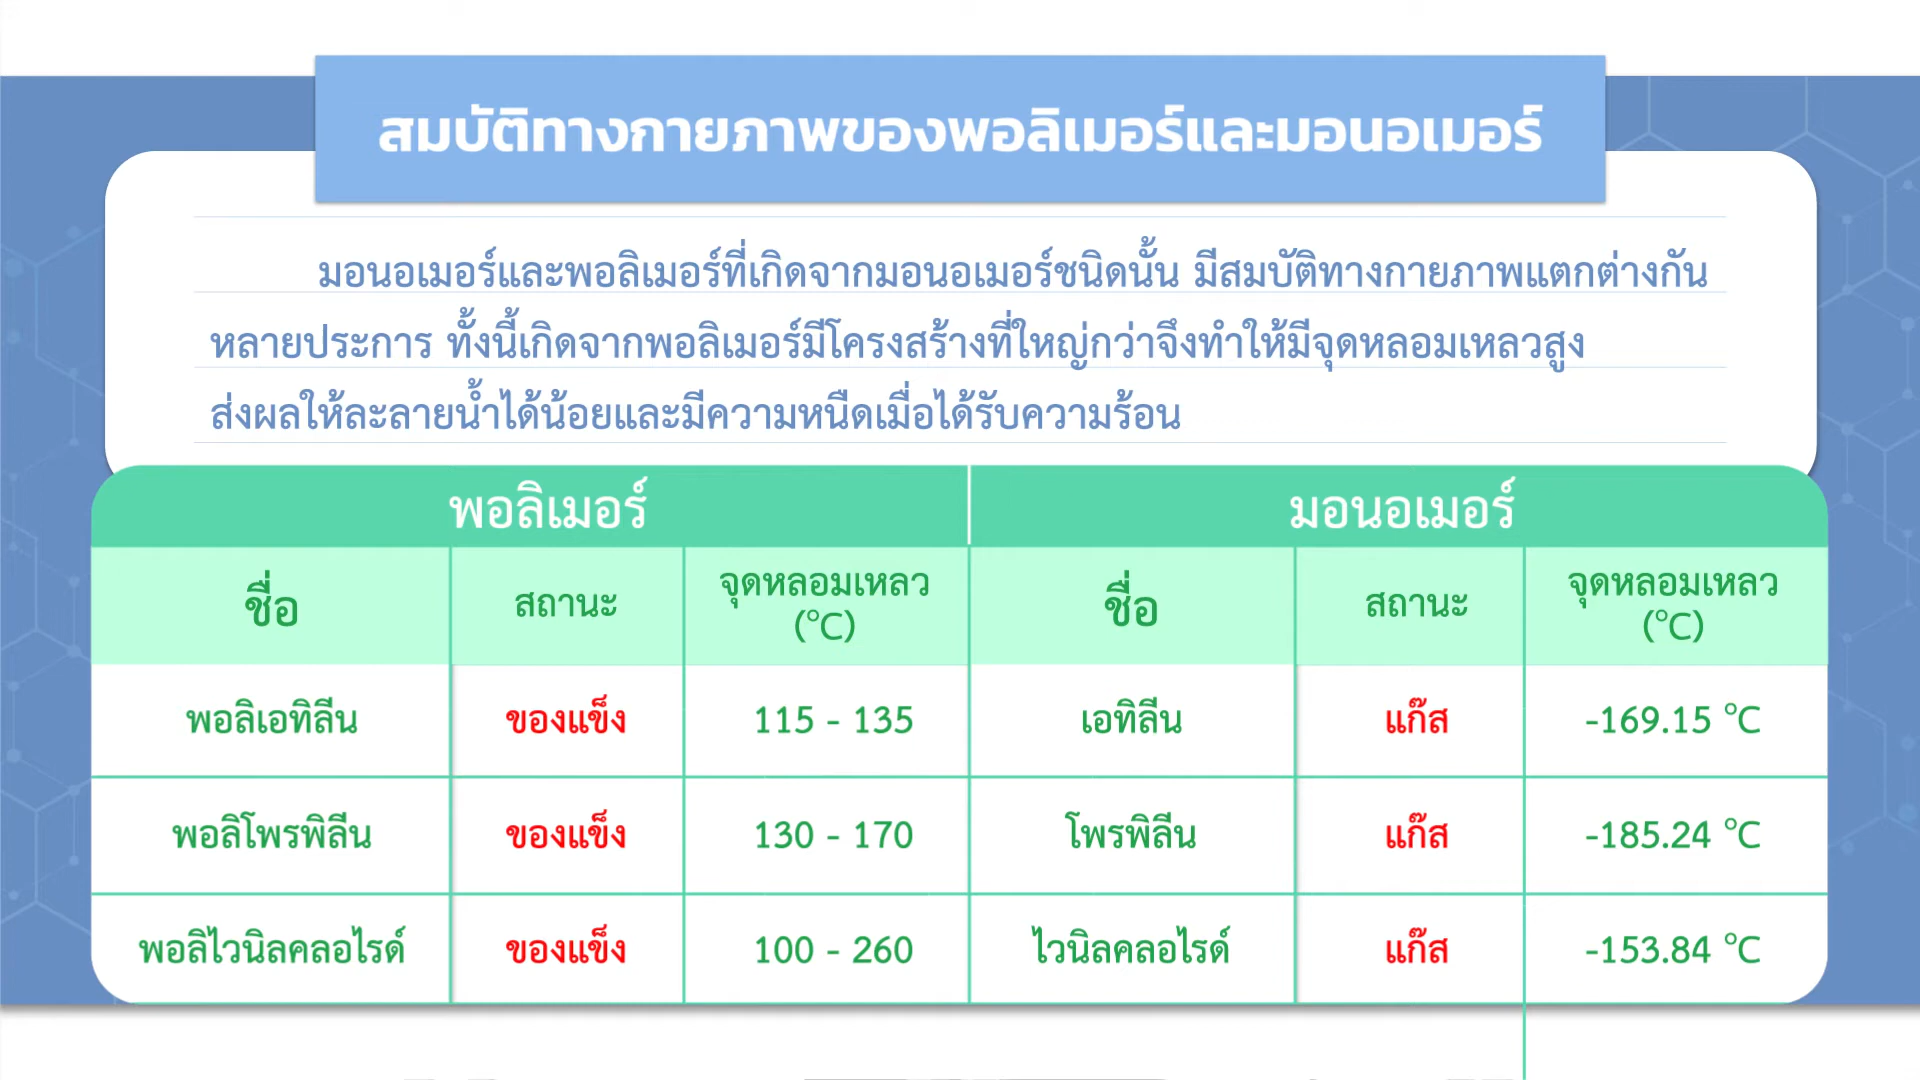 สมบัติทางกายภาพของพอลิเมอร์และมอนอเมอร์
มอนอเมอร์และพอลิเมอร์ที่เกิดจากมอนอเมอร์ชนิดนั้น มีสมบัติทางกายภาพแตกต่างกัน
หลายประการ ทั้งนี้เกิดจากพอลิเมอร์มีโครงสร้างที่ใหญ่กว่าจึงทำให้มีจุดหลอมเหลวสูง
ส่งผลให้ละลายน้ำได้น้อยและมีความหนืดเมื่อได้รับความร้อน
พอลิเมอร์ มอนอเมอร์
ชื่อ สถานะ จุดหลอมเหลว (°C) ชื่อ สถานะ จุดหลอมเหลว (°C)
พอลิเอทิลีน ของแข็ง 115 - 135 เอทิลีน แก๊ส -169.15 °C
พอลิโพรพิลีน ของแข็ง 130 - 170 โพรพิลีน แก๊ส -185.24 °C
พอลิไวนิลคลอไรด์ ของแข็ง 100 - 260 ไวนิลคลอไรด์ แก๊ส -153.84 °C